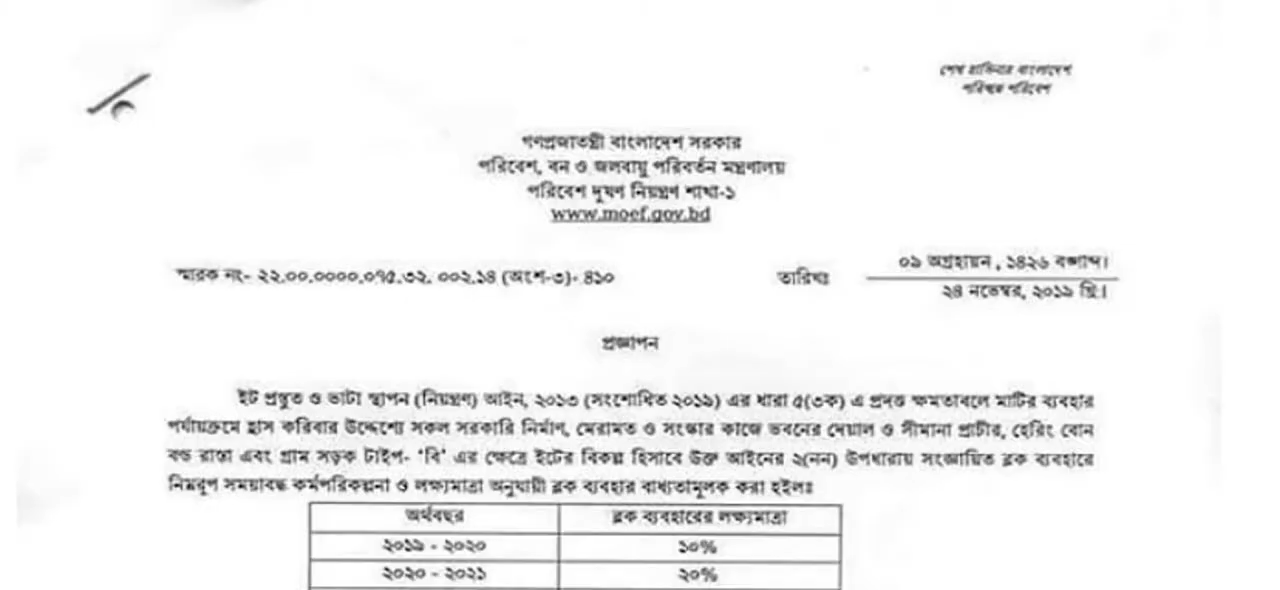 শেখ হাসিনার বাংলাদেশ
পরিচ্ছন্ন পরিবেশ
গণপ্রজাতন্ত্রী বাংলাদেশ সরকার
পরিবেশ, বন ও জলবায়ু পরিবর্তন মন্ত্রণালয়
পরিবেশ দূষণ নিয়ন্ত্রণ শাখা-১
www.moef.gov.bd
স্মারক নং- ২২.০০.০০০০.০৭৫.৩২. ০০২.১৪ (অংশ-৩)- ৪১০
তারিখঃ
০৯ অগ্রহায়ন , ১৪২৬ বঙ্গাব্দ।
২৪ নভেম্বর, ২০১৯ খ্রি।
প্রজ্ঞাপন
ইট প্রস্তুত ও ভাটা স্থাপন (নিয়ন্ত্রণ) আইন, ২০১৩ (সংশোধিত ২০১৯) এর ধারা ৫(৩ক) এ প্রদত্ত ক্ষমতাবলে মাটির ব্যবহার
পর্যায়ক্রমে হ্রাস করিবার উদ্দেশ্যে সকল সরকারি নির্মাণ, মেরামত ও সংস্কার কাজে ভবনের দেয়াল ও সীমানা প্রাচীর, হেরিং বোন
বন্ড রাস্তা এবং গ্রাম সড়ক টাইপ- ‘বি’ এর ক্ষেত্রে ইটের বিকল্প হিসাবে উক্ত আইনের ২(নন) উপধারায় সংজ্ঞায়িত ব্লক ব্যবহারে
নিম্নরূপ সময়াবদ্ধ কর্মপরিকল্পনা ও লক্ষ্যমাত্রা অনুযায়ী ব্লক ব্যবহার বাধ্যতামূলক করা হইলঃ
অর্থবছর ব্লক ব্যবহারের লক্ষ্যমাত্রা
২০১৯ - ২০২০ ১০%
২০২০ - ২০২১ ২০%